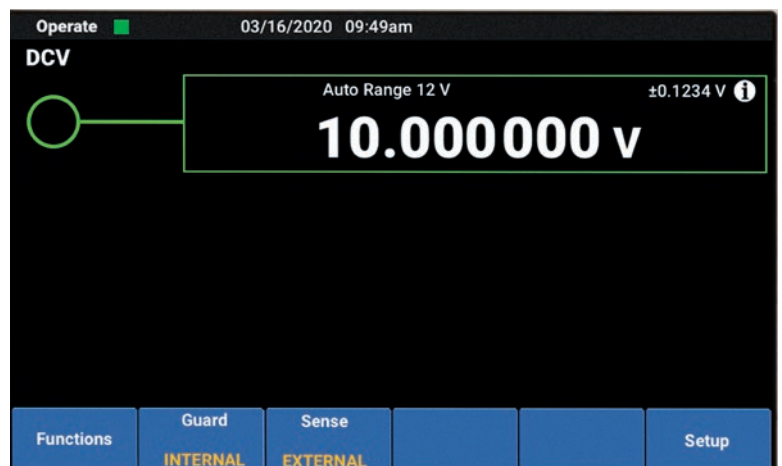 Operate 03/16/2020 09:49am
DCV
Auto Range 12 V ±0.1234 V i
10.000000 V
Functions Guard Sense Setup
INTERNAL EXTERNAL